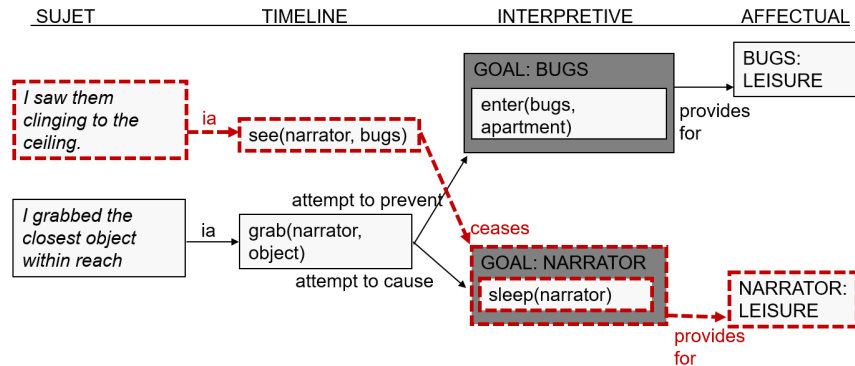 SUJET
TIMELINE
INTERPRETIVE
AFFECTUAL
I saw them
clinging to the
ceiling.
ia
see(narrator, bugs)
GOAL: BUGS
enter(bugs,
apartment)
provides
for
BUGS:
LEISURE
I grabbed the
closest object
within reach
ia
attempt to prevent
grab(narrator,
object)
attempt to cause
ceases
GOAL: NARRATOR
sleep(narrator)
provides
for
NARRATOR:
LEISURE